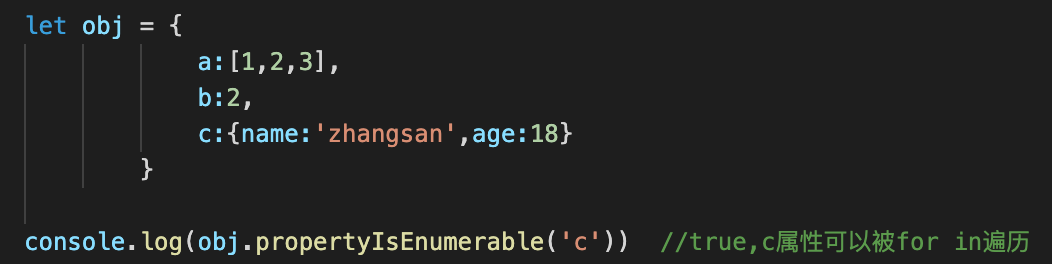 let obj = {
a:[1,2,3],
b:2,
c:{name:'zhangsan',age:18}
}
console.log(obj.propertyIsEnumerable('c')) //true,c属性可以被for in遍历